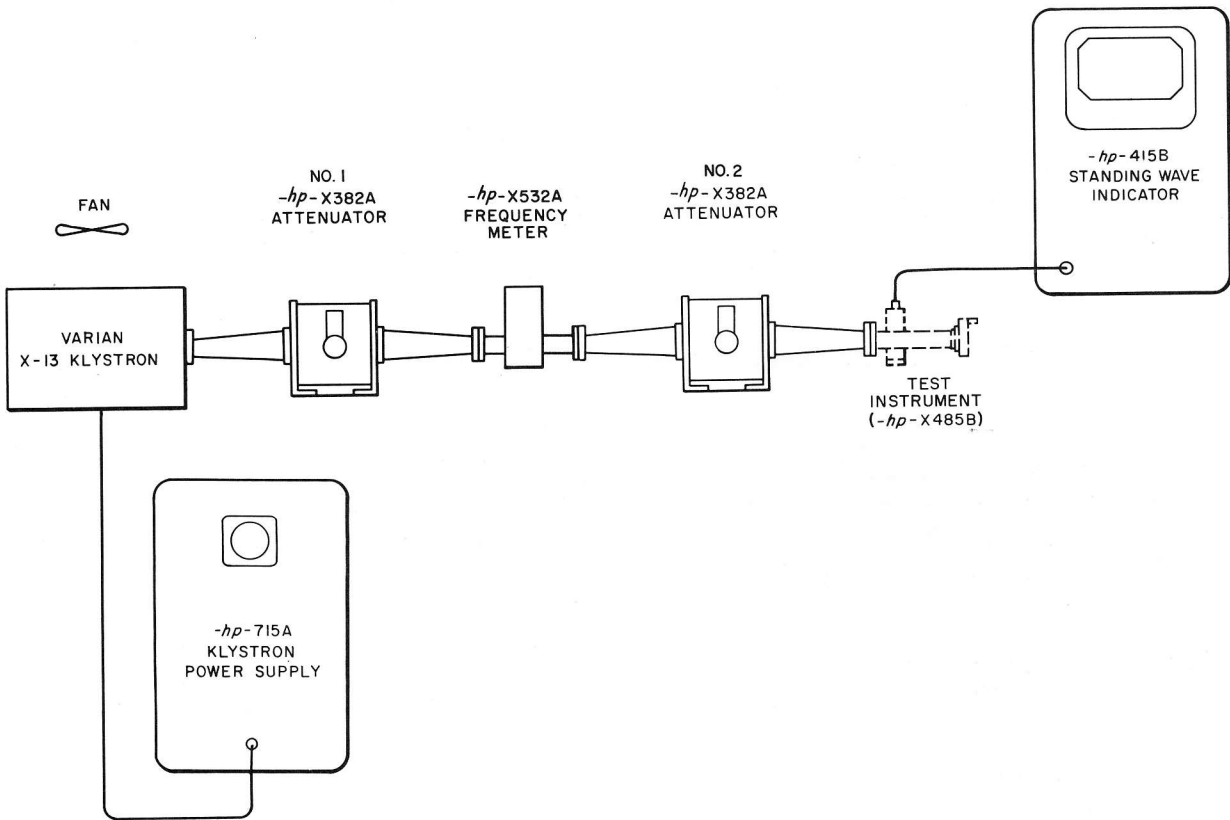 -hp-415B
STANDING WAVE
INDICATOR
NO. 1
-hp-X382A
ATTENUATOR
-hp-X532A
FREQUENCY
METER
NO. 2
-hp-X382A
ATTENUATOR
FAN
VARIAN
X-13 KLYSTRON
TEST
INSTRUMENT
(-hp-X485B)
-hp-715A
KLYSTRON
POWER SUPPLY